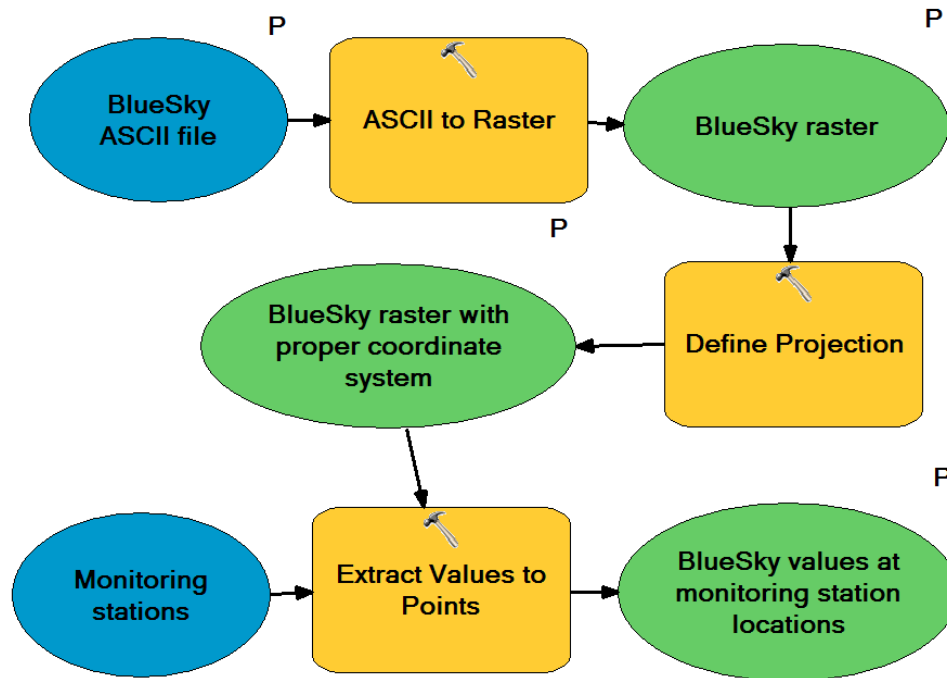 P
P
BlueSky
ASCII file
ASCII to Raster
BlueSky raster
P
BlueSky raster with
proper coordinate
system
Define Projection
P
Monitoring
stations
Extract Values to
Points
BlueSky values at
monitoring station
locations